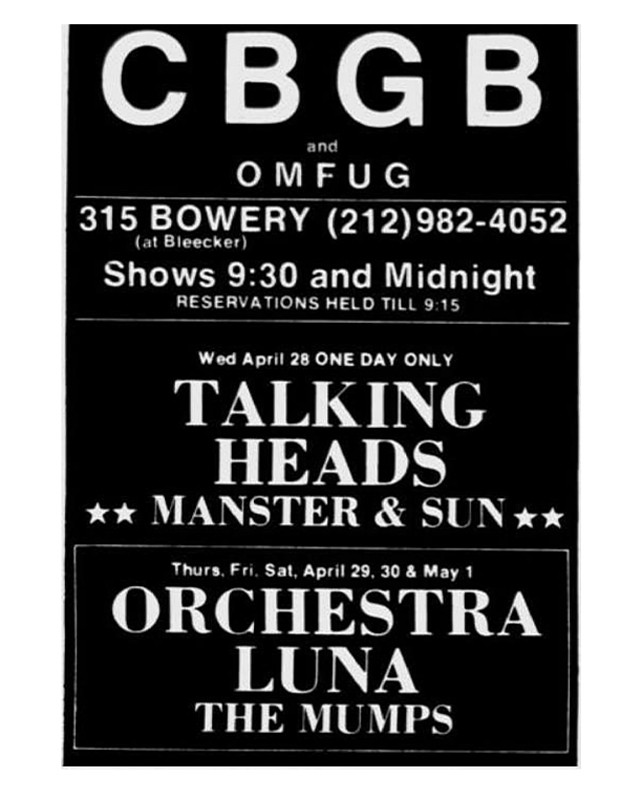 CBGB
and
OMFUG
315 BOWERY (212) 982-4052
(at Bleecker)
Shows 9:30 and Midnight
RESERVATIONS HELD TILL 9:15
Wed April 28 ONE DAY ONLY
TALKING
HEADS
★★ MANSTER & SUN ★★
Thurs. Fri. Sat, April 29, 30 & May 1
ORCHESTRA
LUNA
THE MUMPS